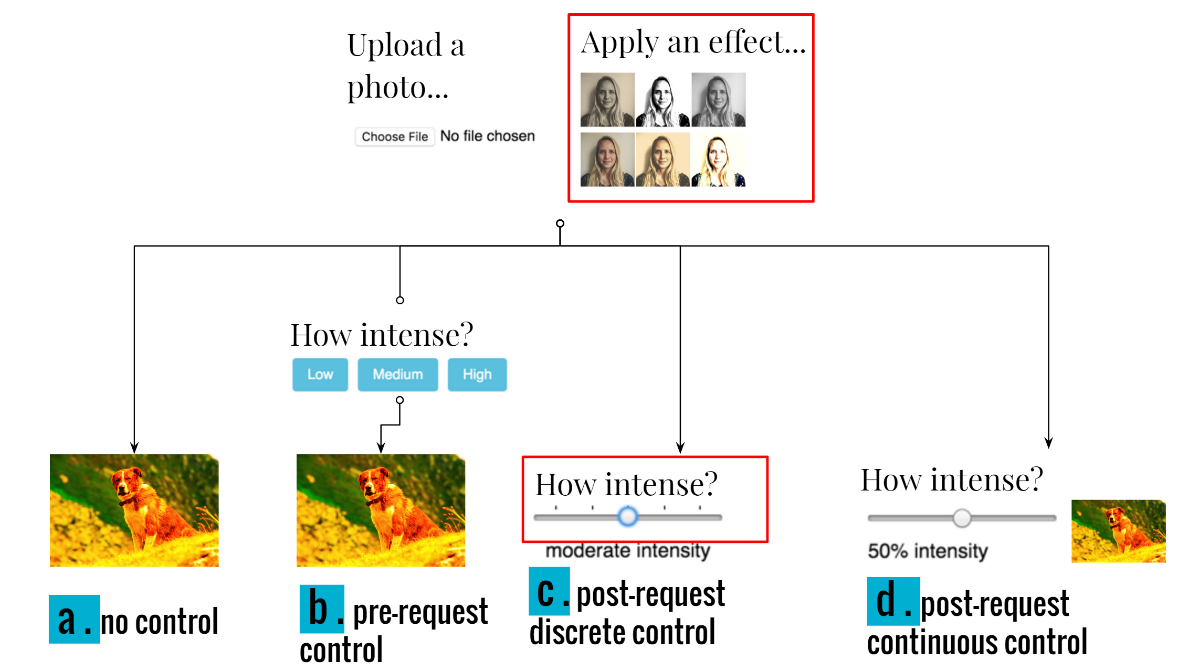 Upload a
photo...
Choose File No file chosen
Apply an effect...
How intense?
Low Medium High
How intense?
moderate intensity
How intense?
50% intensity
a. no control
b. pre-request
control
c. post-request
discrete control
d. post-request
continuous control